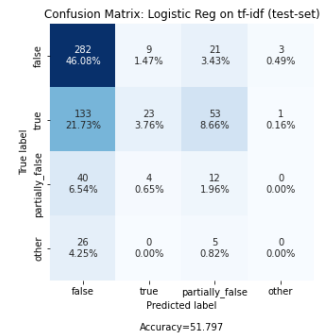 Confusion Matrix: Logistic Reg on tf-idf (test-set)
false
282 9 21 3
46.08% 1.47% 3.43% 0.49%
true
133 23 53 1
21.73% 3.76% 8.66% 0.16%
partially_false
40 4 12 0
6.54% 0.65% 1.96% 0.00%
other
26 0 5 0
4.25% 0.00% 0.82% 0.00%
True label
false true partially_false other
Predicted label
Accuracy=51.797